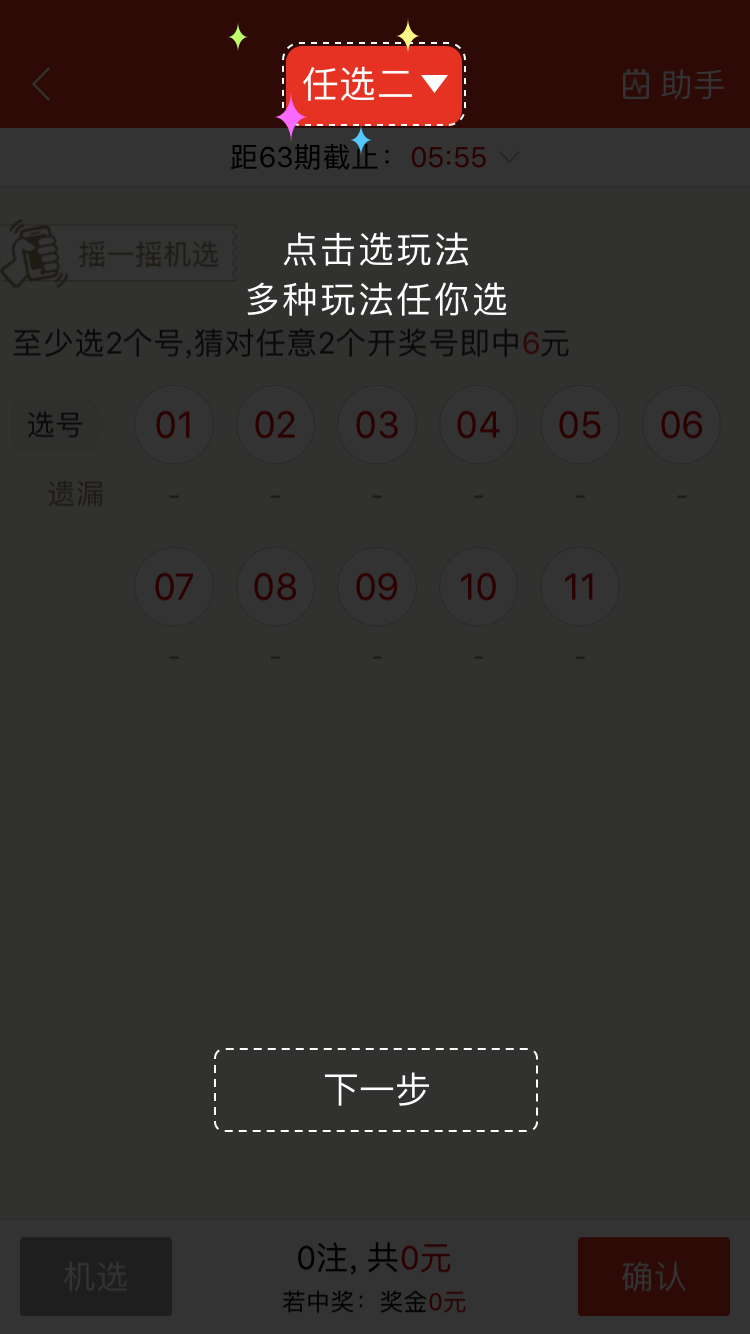 任选二
助手
距63期截止：05:55
摇一摇机选
点击选玩法
多种玩法任你选
至少选2个号,猜对任意2个开奖号即中6元
选号 01 02 03 04 05 06
遗漏 - - - - - -
07 08 09 10 11
- - - - -
下一步
机选
0注, 共0元
若中奖：奖金0元
确认